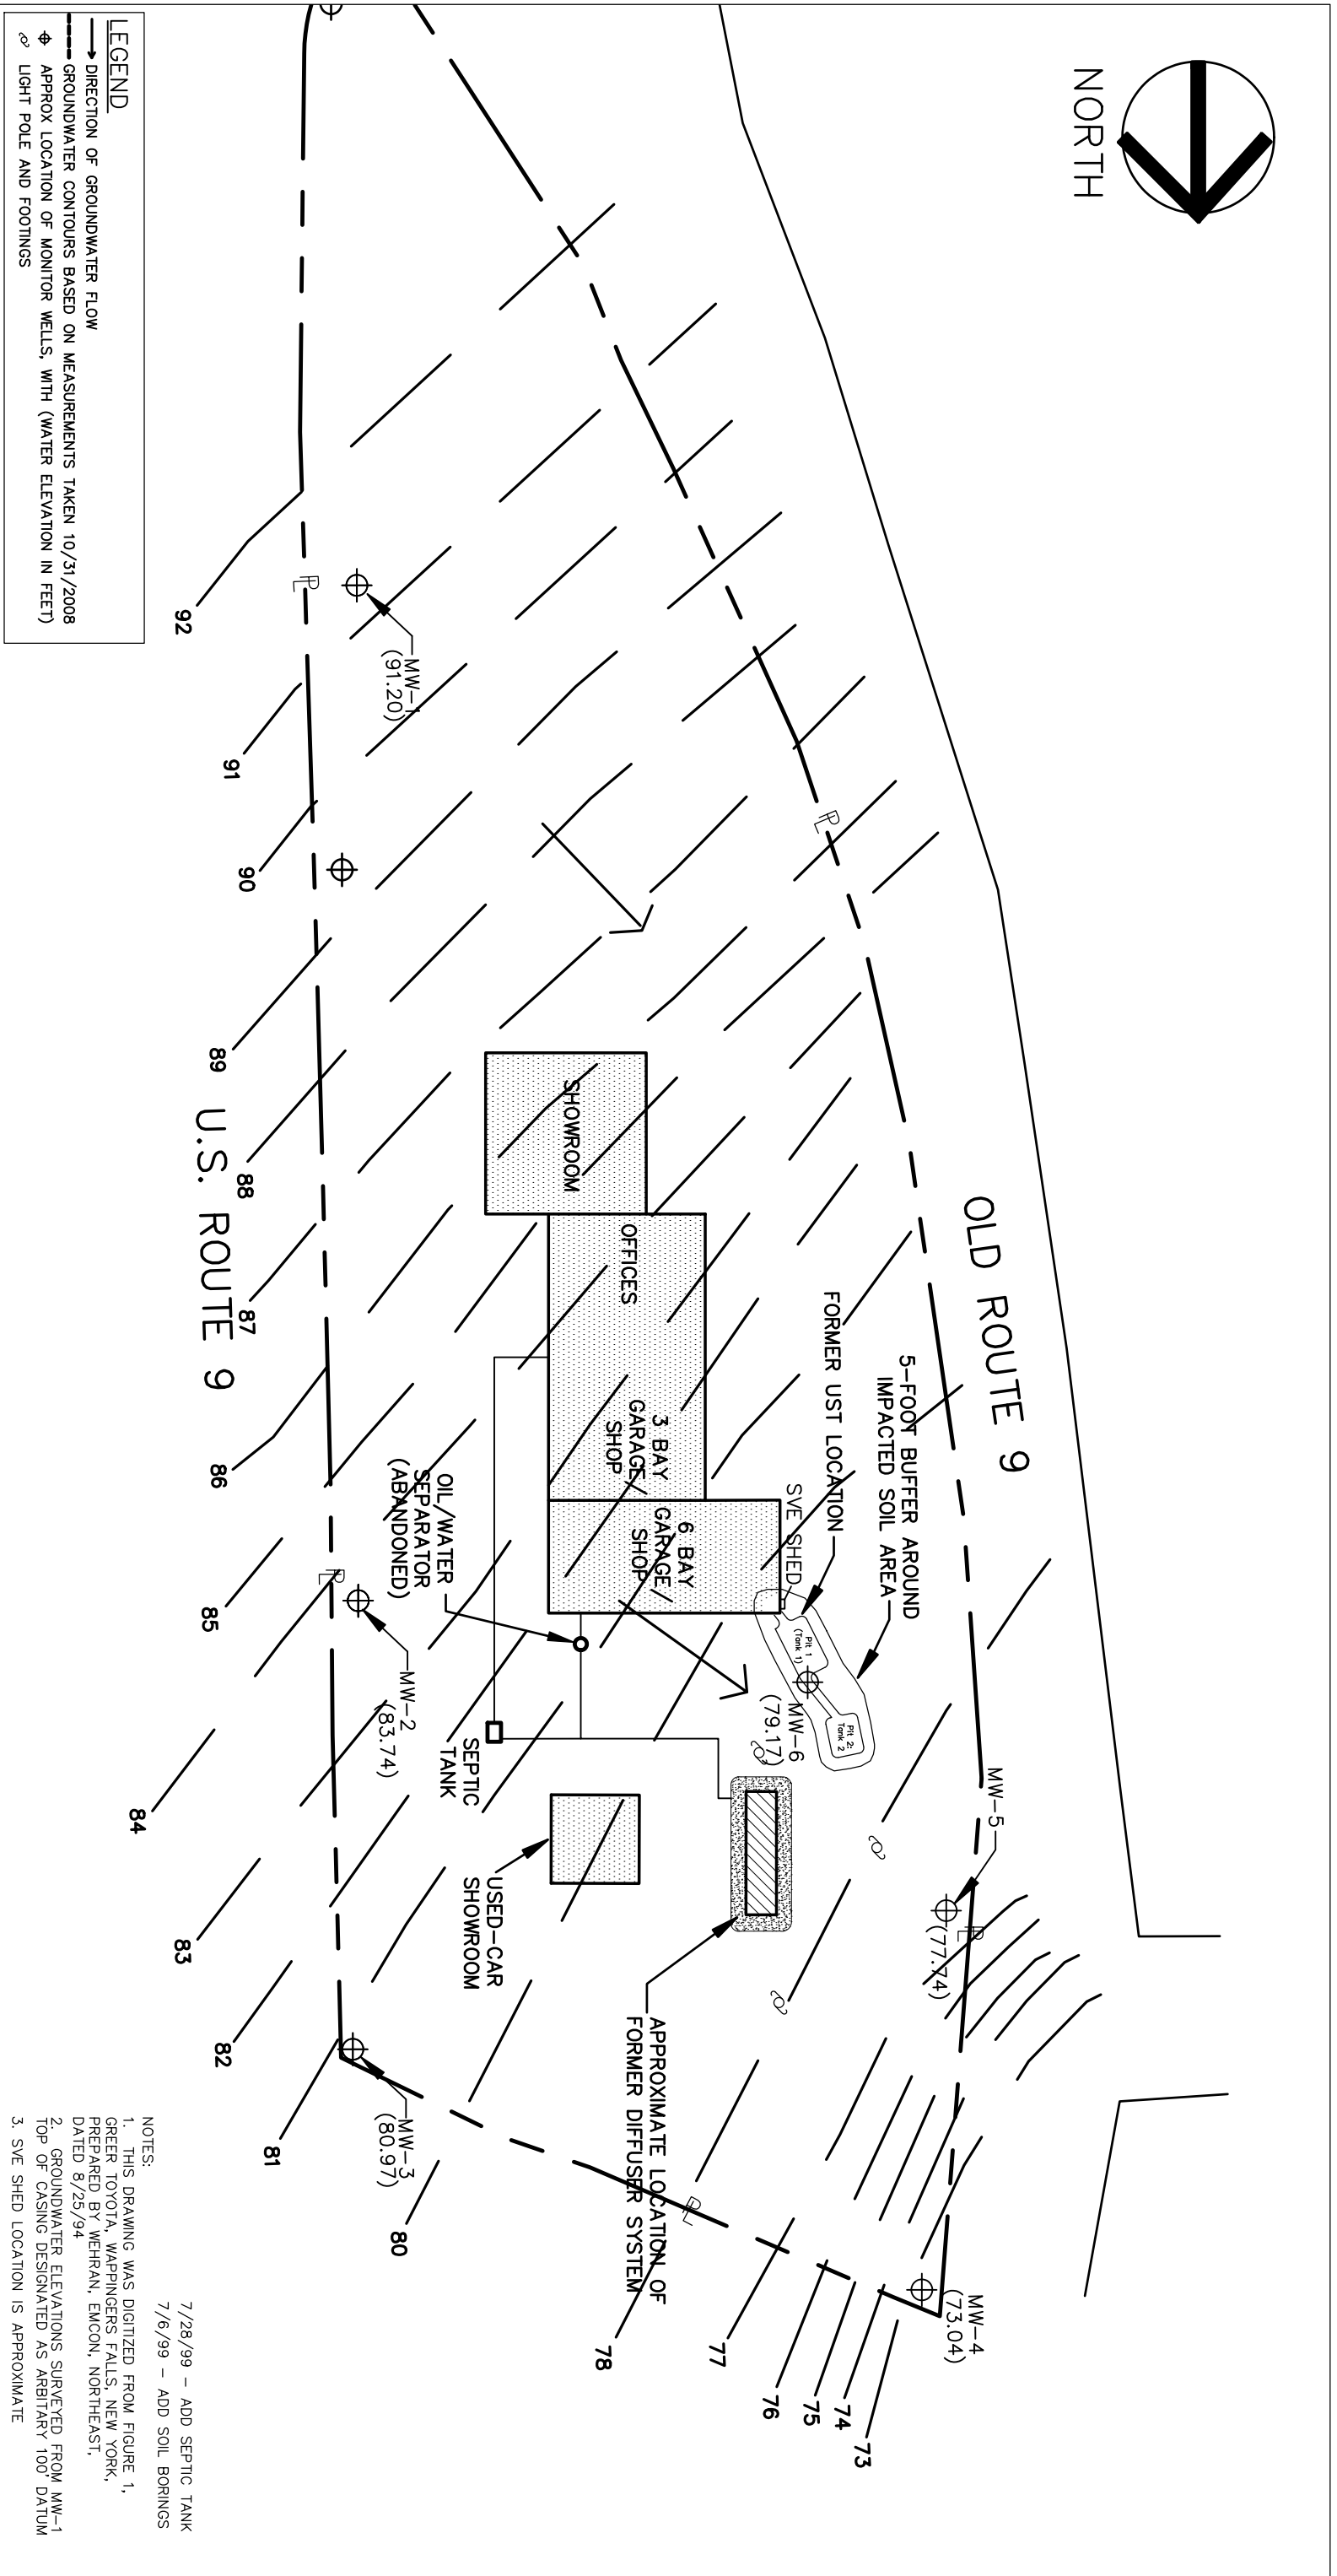 NORTH
OLD ROUTE 9
5-FOOT BUFFER AROUND
IMPACTED SOIL AREA
FORMER UST LOCATION
SVE SHED
Pit 1
(Tank 1)
Pit 2:
Tank 2
MW-6
(79.17)
MW-5
(77.74)
MW-4
(73.04)
PL
PL
SHOWROOM
OFFICES
3 BAY
GARAGE/
SHOP
6 BAY
GARAGE/
SHOP
OIL/WATER
SEPARATOR
(ABANDONED)
SEPTIC
TANK
USED-CAR
SHOWROOM
APPROXIMATE LOCATION OF
FORMER DIFFUSER SYSTEM
PL
MW-1
(91.20)
MW-2
(83.74)
MW-3
(80.97)
PL
PL
U.S. ROUTE 9
92
91
90
89
88
87
86
85
84
83
82
81
80
78
77
76
75
74
73
LEGEND
DIRECTION OF GROUNDWATER FLOW
GROUNDWATER CONTOURS BASED ON MEASUREMENTS TAKEN 10/31/2008
APPROX LOCATION OF MONITOR WELLS, WITH (WATER ELEVATION IN FEET)
LIGHT POLE AND FOOTINGS
7/28/99 - ADD SEPTIC TANK
7/6/99 - ADD SOIL BORINGS
NOTES:
1. THIS DRAWING WAS DIGITIZED FROM FIGURE 1,
GREER TOYOTA, WAPPINGERS FALLS, NEW YORK,
PREPARED BY WEHRAN, EMCON, NORTHEAST,
DATED 8/25/94
2. GROUNDWATER ELEVATIONS SURVEYED FROM MW-1
TOP OF CASING DESIGNATED AS ARBITARY 100' DATUM
3. SVE SHED LOCATION IS APPROXIMATE